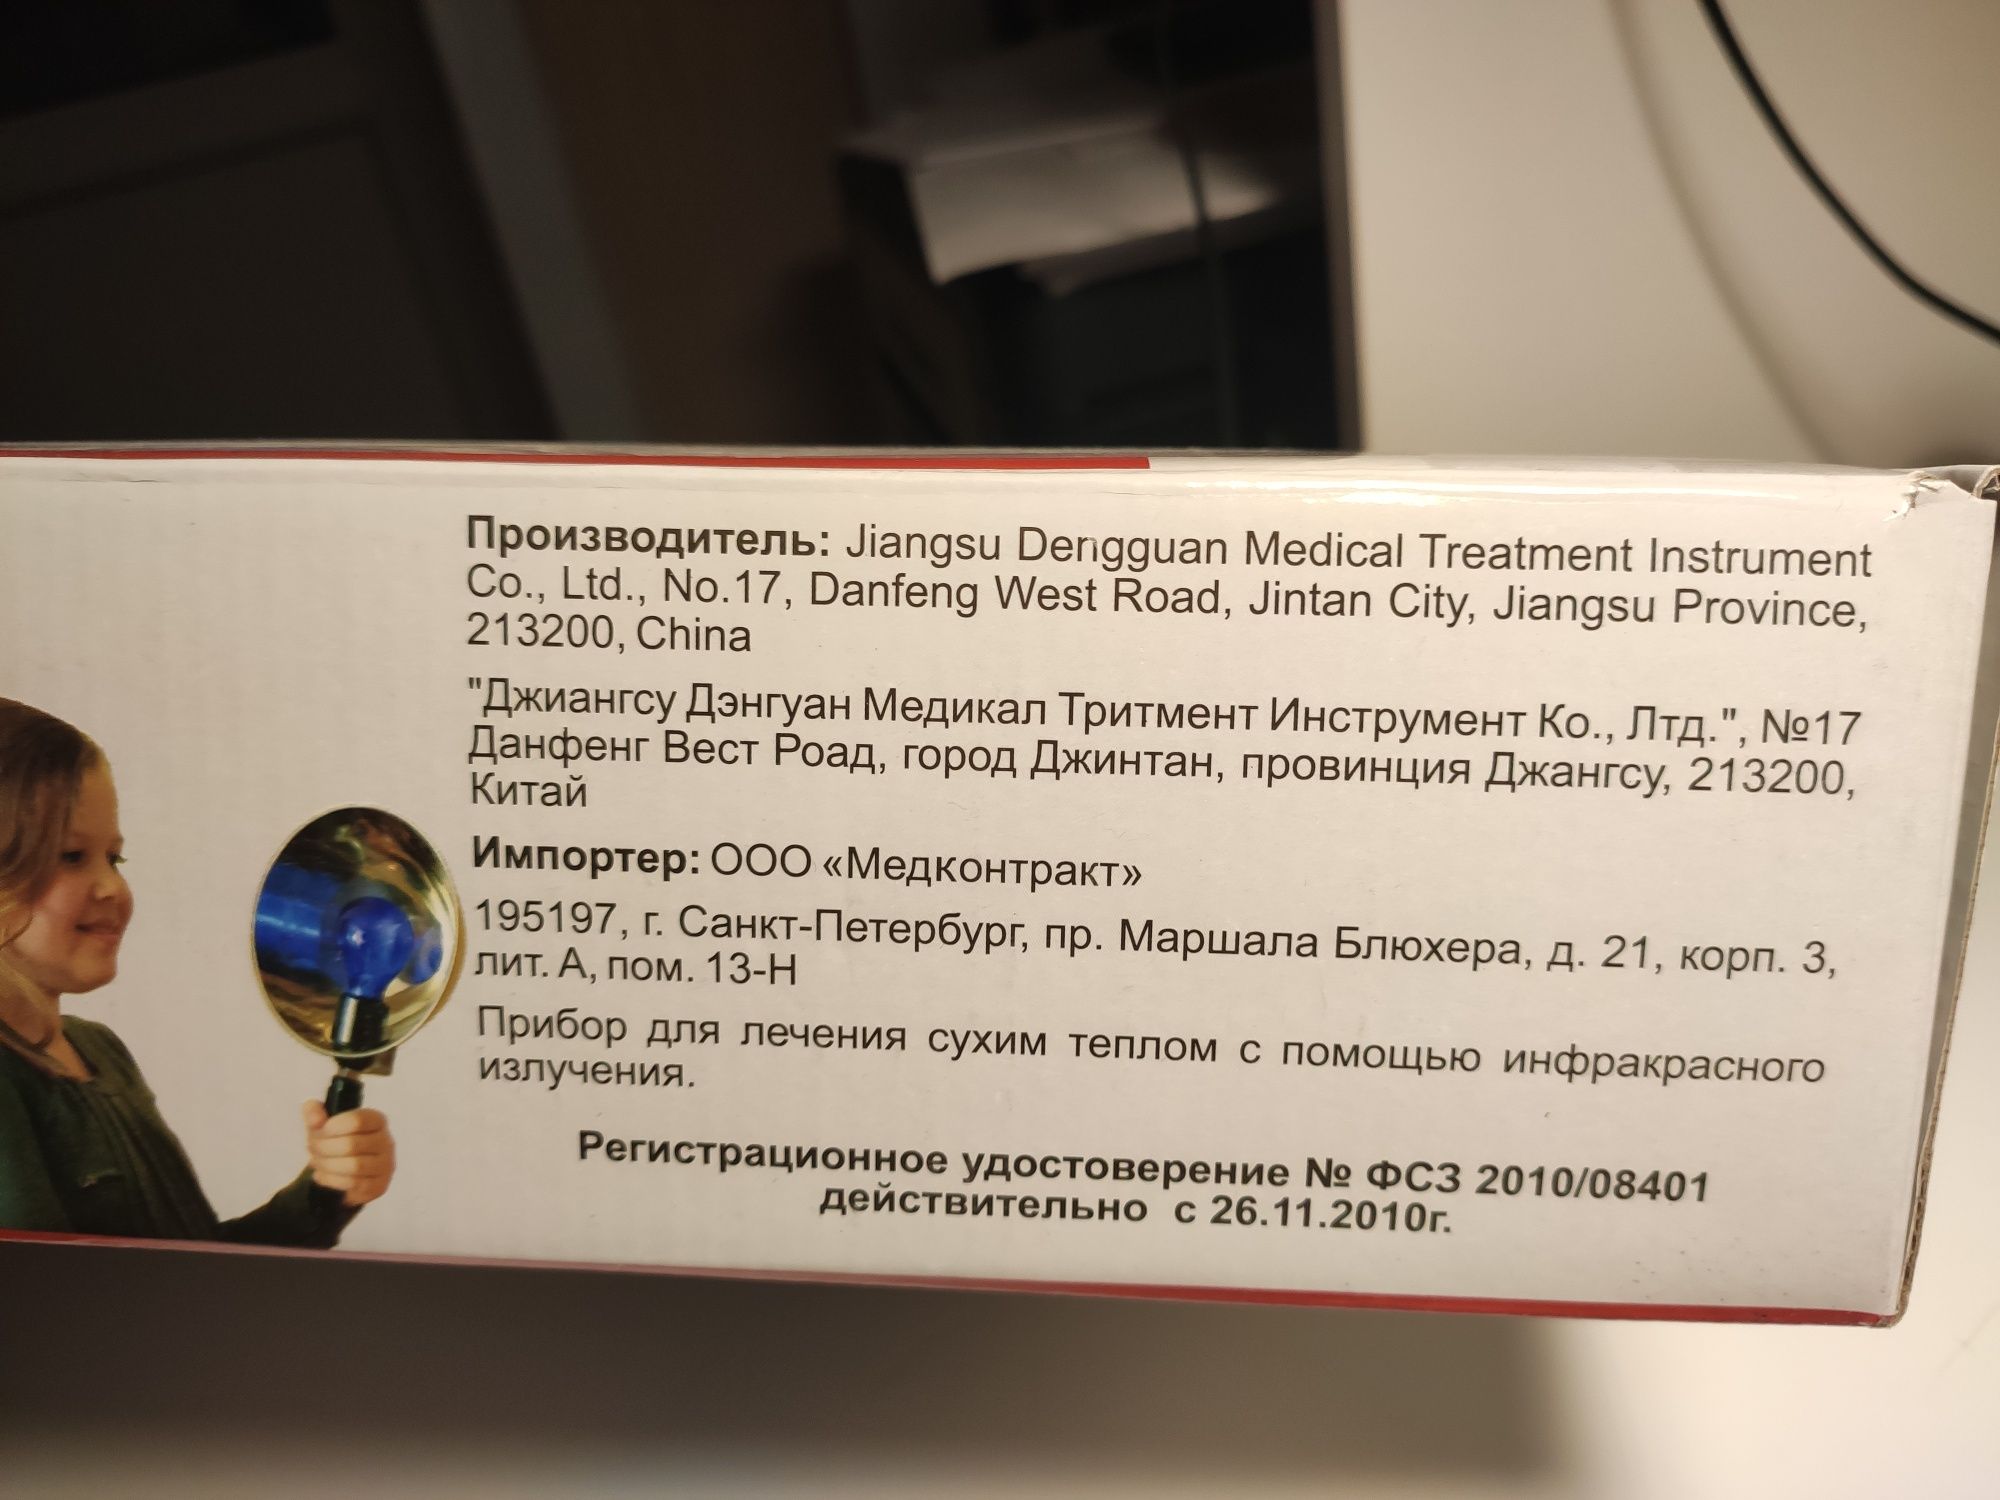 Производитель: Jiangsu Dengguan Medical Treatment Instrument
Co., Ltd., No.17, Danfeng West Road, Jintan City, Jiangsu Province,
213200, China
"Джиангсу Дэнгуан Медикал Тритмент Инструмент Ко., Лтд.", №17
Данфенг Вест Роад, город Джинтан, провинция Джангсу, 213200,
Китай
Импортер: ООО «Медконтракт»
195197, г. Санкт-Петербург, пр. Маршала Блюхера, д. 21, корп. 3,
лит. А, пом. 13-Н
Прибор для лечения сухим теплом с помощью инфракрасного
излучения.
Регистрационное удостоверение № ФСЗ 2010/08401
действительно с 26.11.2010г.